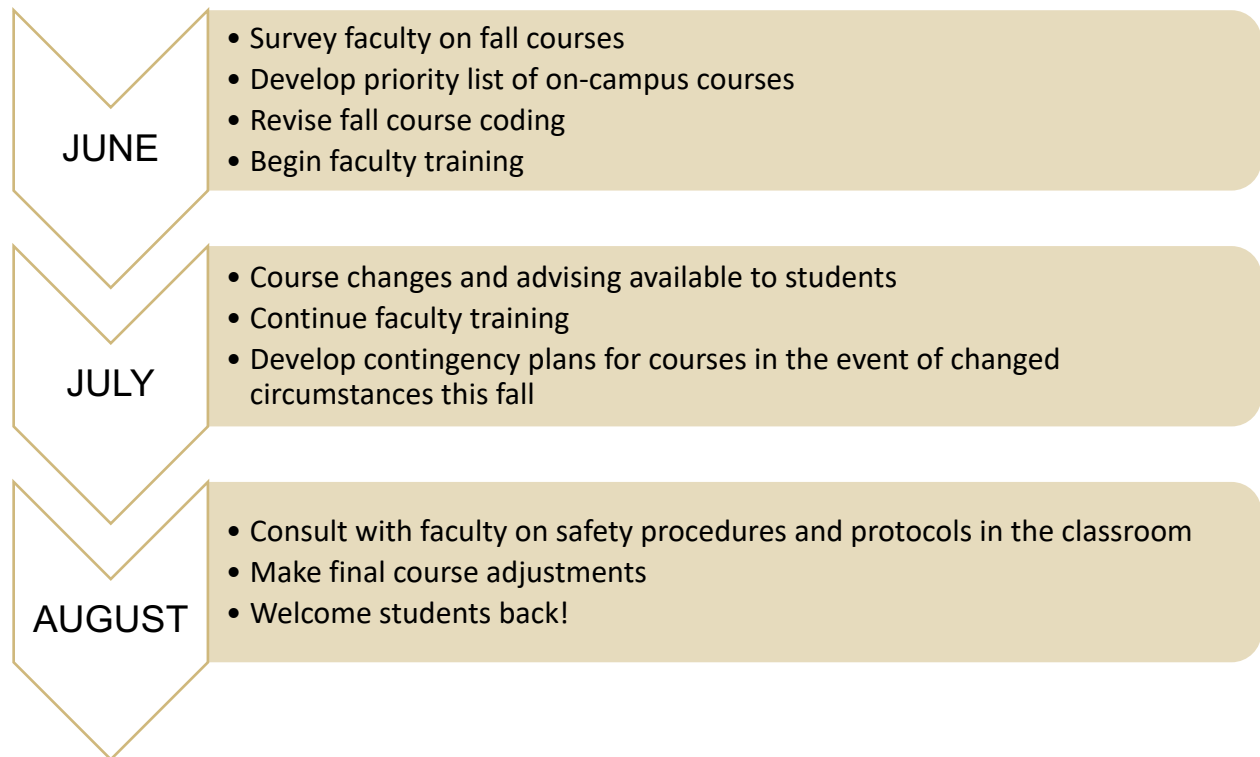 JUNE
• Survey faculty on fall courses
• Develop priority list of on-campus courses
• Revise fall course coding
• Begin faculty training
JULY
• Course changes and advising available to students
• Continue faculty training
• Develop contingency plans for courses in the event of changed
circumstances this fall
AUGUST
• Consult with faculty on safety procedures and protocols in the classroom
• Make final course adjustments
• Welcome students back!